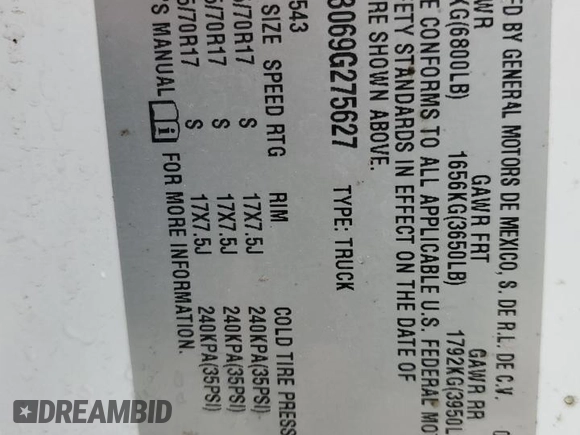 ED BY GENERAL MOTORS DE MEXICO, S. DE R.L. DE C.V.
GAWR FRT GAWR RR
KG(6800LB) 1656KG(3650LB) 1792KG(3950L
E CONFORMS TO ALL APPLICABLE U.S. FEDERAL MO
ETY STANDARDS IN EFFECT ON THE DATE OF
RE SHOWN ABOVE.
3069G275627 TYPE: TRUCK
543
SIZE SPEED RTG RIM COLD TIRE PRESS
/70R17 S 17X7.5J 240KPA(35PSI)
5/70R17 S 17X7.5J 240KPA(35PSI)
5/70R17 S 17X7.5J 240KPA(35PSI)
'S MANUAL FOR MORE INFORMATION.
DREAMBID